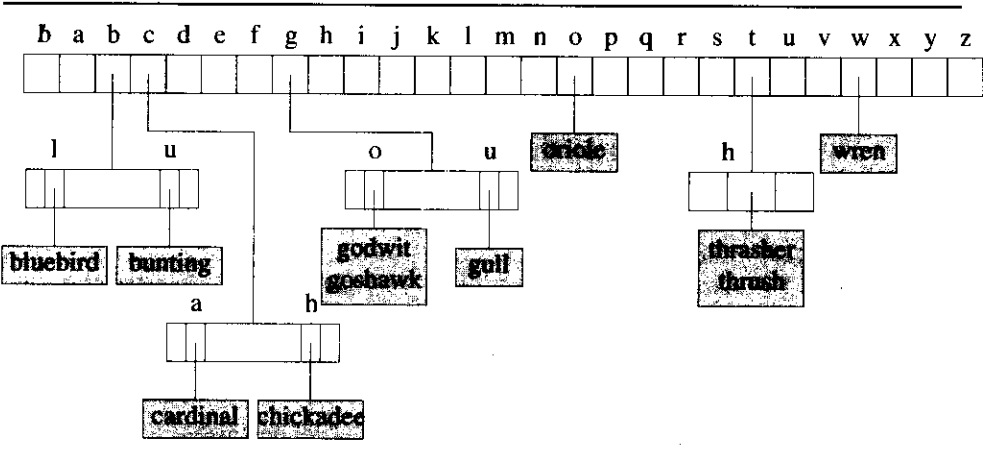 b̸ a b c d e f g h i j k l m n o p q r s t u v w x y z
l u o u oriole h wren
bluebird bunting godwit gull thrasher
goshawk thrush
a h
cardinal chickadee